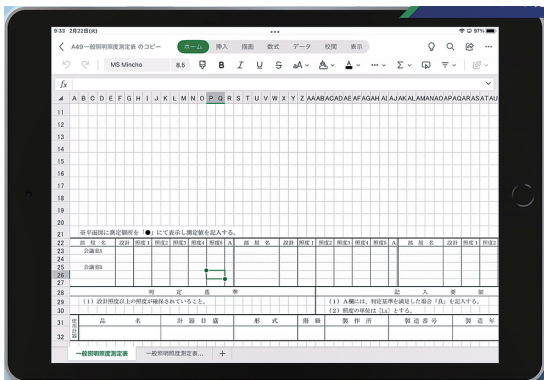 9:33 2月22日(火) ••• 97%
A49一般照明照度測定表 のコピー ホーム 挿入 描画 数式 データ 校閲 表示
MS Mincho 8.5 B I U S A
fx
A B C D E F G H I J K L M N O P Q R S T U V W X Y Z AA AB AC AD AE AF AG AH AI AJ AK AL AM AN AO AP AQ AR AS AT AU
11
12
13
14
15
16
17
18
19
20
21 ※平面図に測定個所を「●」にて表示し測定値を記入する。
22 部 屋 名 設計 照度1 照度2 照度3 照度4 照度5 A 部 屋 名 設計 照度1 照度2 照度3 照度4 照度5 A 部 屋 名 設計 照度1 照度2
23 会議室A
24
25 会議室B
26
27
28 判 定 基 準 記 入 要 領
29 (1) 設計照度以上の照度が確保されていること。 (1) A欄には、判定基準を満足した場合「良」を記入する。
30 (2) 照度の単位は [Lx] とする。
31 使用計器 品 名 計 器 目 盛 形 式 階 級 製 作 所 製 造 番 号 製 造 年
32
一般照明照度測定表 一般照明照度測定表... +